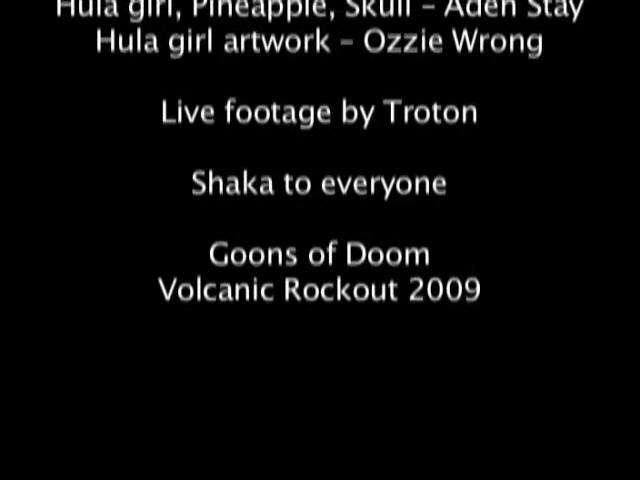 Hula girl, Pineapple, Skull – Aden Stay
Hula girl artwork – Ozzie Wrong
Live footage by Troton
Shaka to everyone
Goons of Doom
Volcanic Rockout 2009